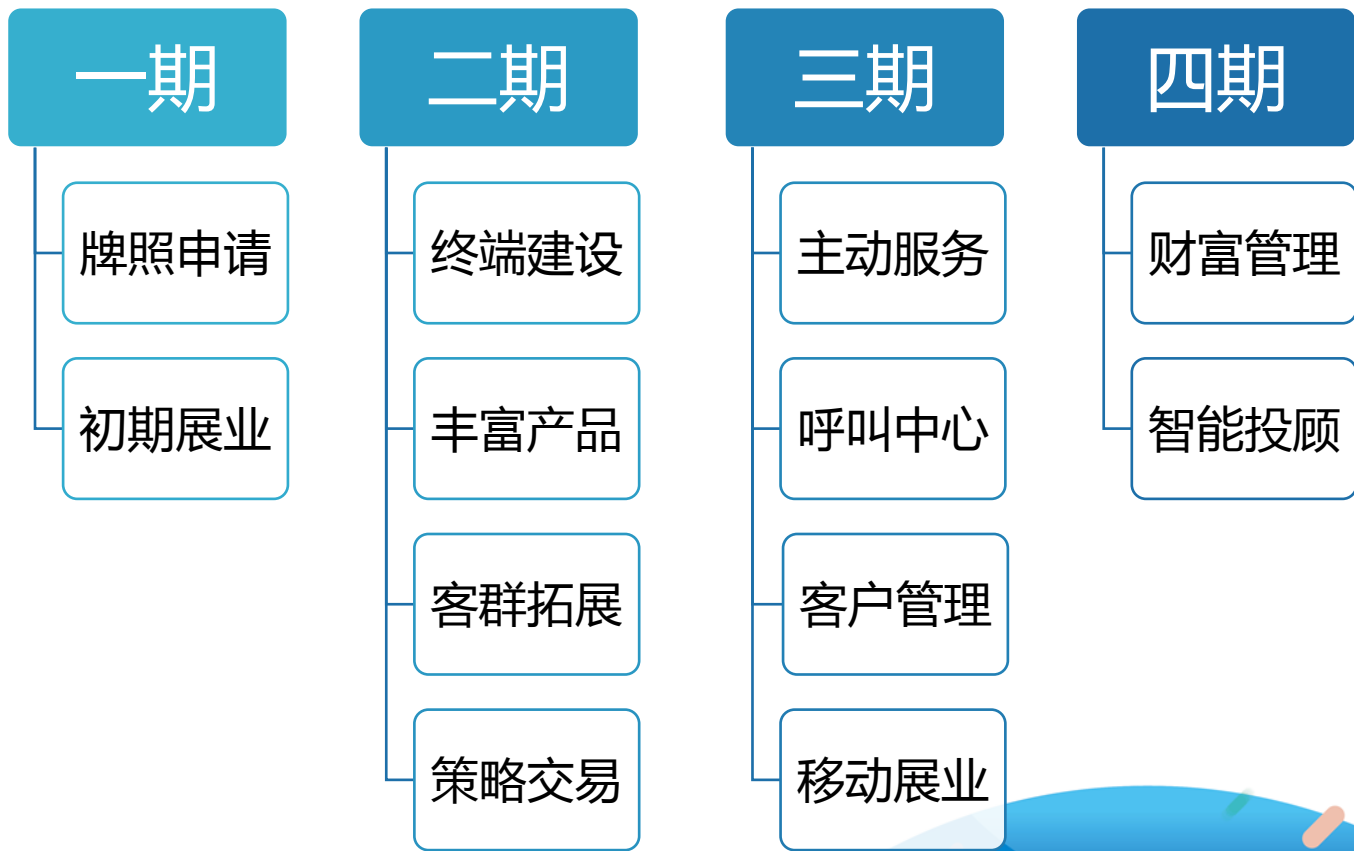 一期
牌照申请
初期展业
二期
终端建设
丰富产品
客群拓展
策略交易
三期
主动服务
呼叫中心
客户管理
移动展业
四期
财富管理
智能投顾